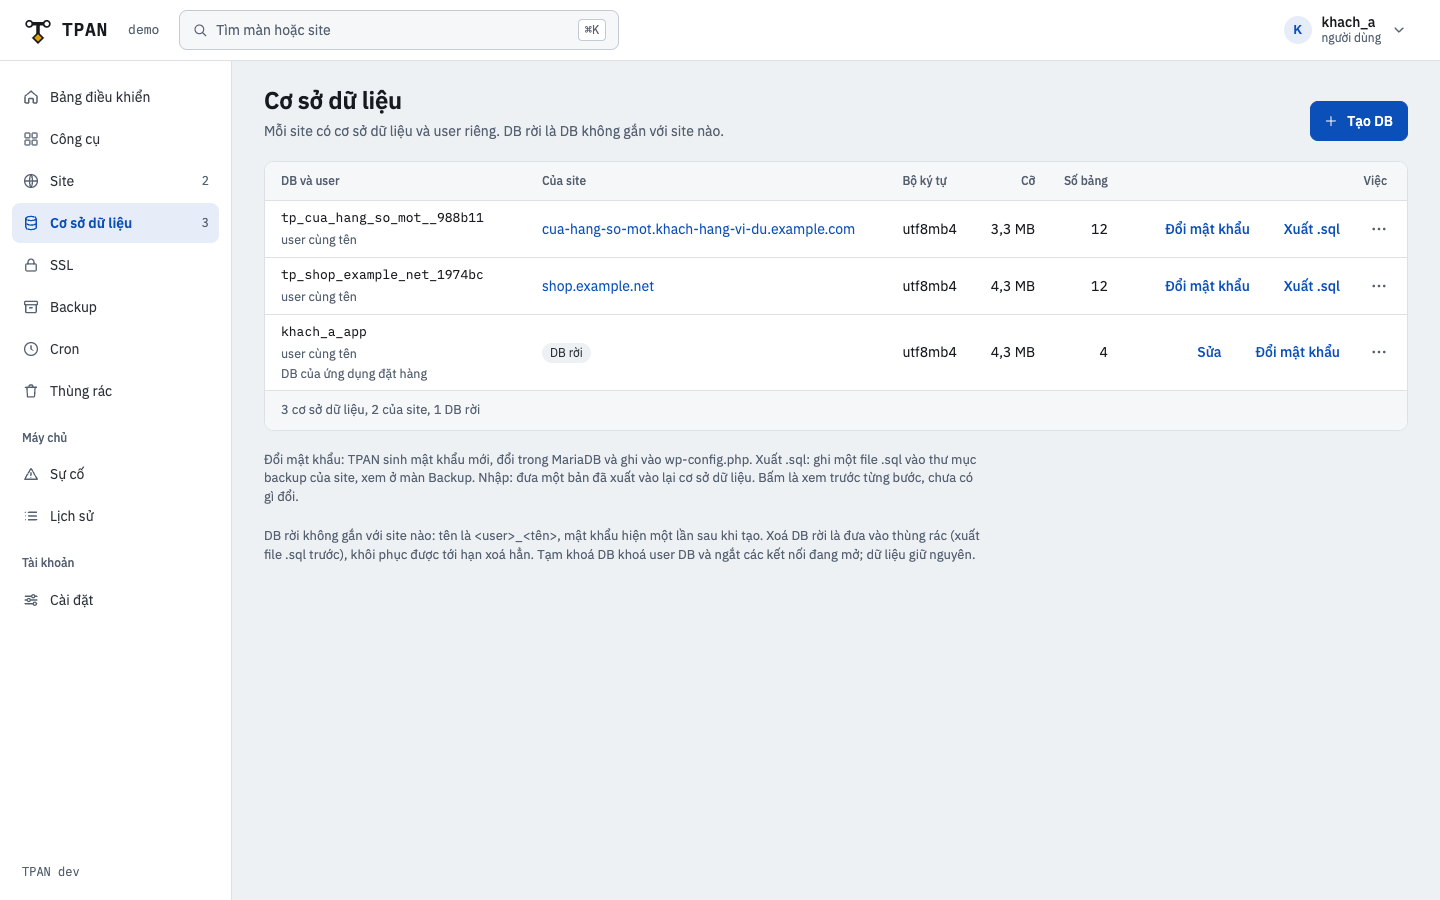 TPAN demo
Tìm màn hoặc site ⌘K
K khach_a
người dùng
Bảng điều khiển
Công cụ
Site 2
Cơ sở dữ liệu 3
SSL
Backup
Cron
Thùng rác
Máy chủ
Sự cố
Lịch sử
Tài khoản
Cài đặt
TPAN dev
Cơ sở dữ liệu
Mỗi site có cơ sở dữ liệu và user riêng. DB rời là DB không gắn với site nào.
Tạo DB
DB và user Của site Bộ ký tự Cỡ Số bảng Việc
tp_cua_hang_so_mot__988b11
user cùng tên
cua-hang-so-mot.khach-hang-vi-du.example.com utf8mb4 3,3 MB 12 Đổi mật khẩu Xuất .sql
tp_shop_example_net_1974bc
user cùng tên
shop.example.net utf8mb4 4,3 MB 12 Đổi mật khẩu Xuất .sql
khach_a_app
user cùng tên
DB của ứng dụng đặt hàng
DB rời utf8mb4 4,3 MB 4 Sửa Đổi mật khẩu
3 cơ sở dữ liệu, 2 của site, 1 DB rời
Đổi mật khẩu: TPAN sinh mật khẩu mới, đổi trong MariaDB và ghi vào wp-config.php. Xuất .sql: ghi một file .sql vào thư mục
backup của site, xem ở màn Backup. Nhập: đưa một bản đã xuất vào lại cơ sở dữ liệu. Bấm là xem trước từng bước, chưa có
gì đổi.
DB rời không gắn với site nào: tên là <user>_<tên>, mật khẩu hiện một lần sau khi tạo. Xoá DB rời là đưa vào thùng rác (xuất
file .sql trước), khôi phục được tới hạn xoá hẳn. Tạm khoá DB khoá user DB và ngắt các kết nối đang mở; dữ liệu giữ nguyên.